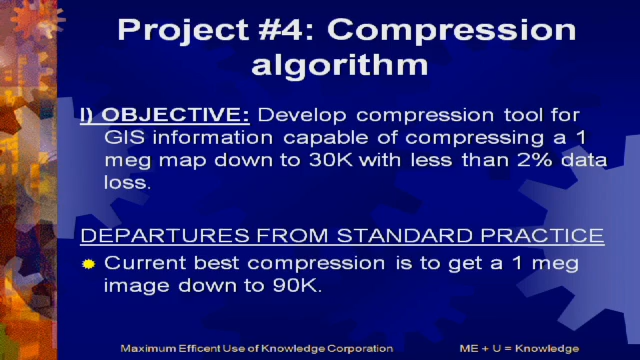 Project #4: Compression
algorithm
I) OBJECTIVE: Develop compression tool for
GIS information capable of compressing a 1
meg map down to 30K with less than 2% data
loss.
DEPARTURES FROM STANDARD PRACTICE
Current best compression is to get a 1 meg
image down to 90K.
Maximum Efficent Use of Knowledge Corporation
ME + U = Knowledge